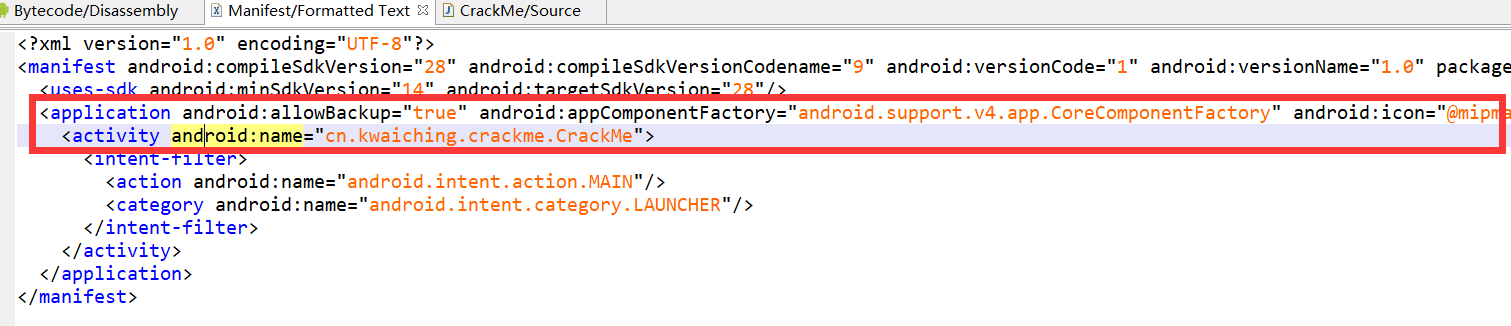 Bytecode/Disassembly Manifest/Formatted Text CrackMe/Source
<?xml version="1.0" encoding="UTF-8"?>
<manifest android:compileSdkVersion="28" android:compileSdkVersionCodename="9" android:versionCode="1" android:versionName="1.0" package
<uses-sdk android:minSdkVersion="14" android:targetSdkVersion="28"/>
<application android:allowBackup="true" android:appComponentFactory="android.support.v4.app.CoreComponentFactory" android:icon="@mipma
<activity android:name="cn.kwaiching.crackme.CrackMe">
<intent-filter>
<action android:name="android.intent.action.MAIN"/>
<category android:name="android.intent.category.LAUNCHER"/>
</intent-filter>
</activity>
</application>
</manifest>